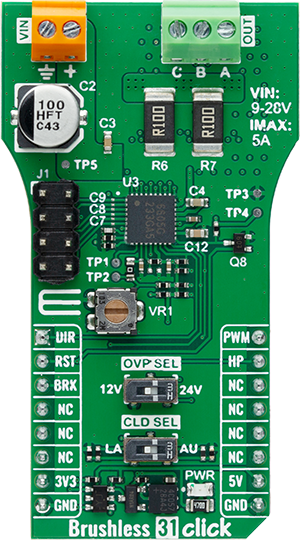 VIN
OUT
+
C B A
C2
100
HFT
C43
VIN:
9-28V
IMAX:
5A
C3
R100 R100
R6 R7
TP5
J1
U3
C9
C8
C7
C4
TP3
TP4
C12
TP1
TP2
Q8
VR1
DIR PWM
RST HP
BRK NC
NC NC
NC NC
NC NC
3V3 5V
GND GND
OVP SEL
12V 24V
CLD SEL
LA AU
PWR
Brushless 31 click